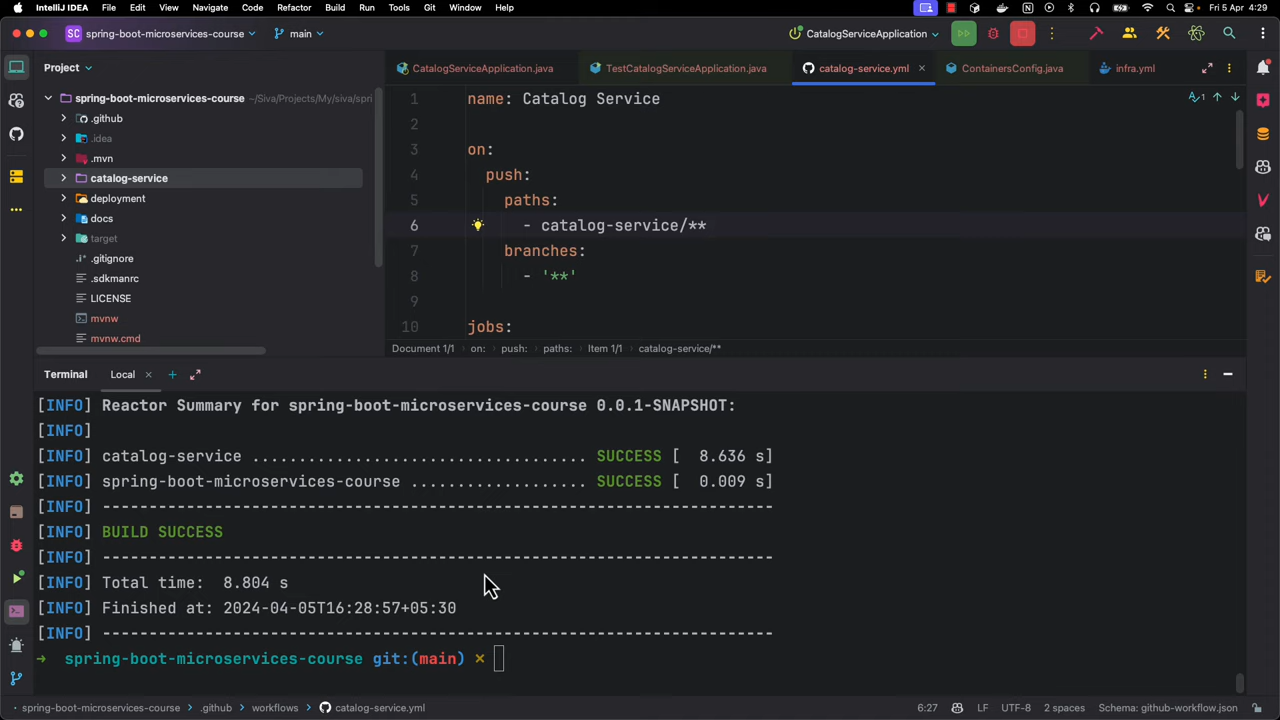 IntelliJ IDEA File Edit View Navigate Code Refactor Build Run Tools Git Window Help Fri 5 Apr 4:29
SC spring-boot-microservices-course main CatalogServiceApplication
Project
CatalogServiceApplication.java TestCatalogServiceApplication.java catalog-service.yml ContainersConfig.java infra.yml
spring-boot-microservices-course ~/Siva/Projects/My/siva/spri
.github
.idea
.mvn
catalog-service
deployment
docs
target
.gitignore
.sdkmanrc
LICENSE
mvnw
mvnw.cmd
1 name: Catalog Service
2
3 on:
4 push:
5 paths:
6 - catalog-service/**
7 branches:
8 - '**'
9
10 jobs:
1
Document 1/1 on: push: paths: Item 1/1 catalog-service/**
Terminal Local
[INFO] Reactor Summary for spring-boot-microservices-course 0.0.1-SNAPSHOT:
[INFO]
[INFO] catalog-service .................................. SUCCESS [  8.636 s]
[INFO] spring-boot-microservices-course ................... SUCCESS [  0.009 s]
[INFO] ------------------------------------------------------------------------
[INFO] BUILD SUCCESS
[INFO] ------------------------------------------------------------------------
[INFO] Total time:  8.804 s
[INFO] Finished at: 2024-04-05T16:28:57+05:30
[INFO] ------------------------------------------------------------------------
→ spring-boot-microservices-course git:(main) ×
spring-boot-microservices-course .github workflows catalog-service.yml 6:27 LF UTF-8 2 spaces Schema: github-workflow.json